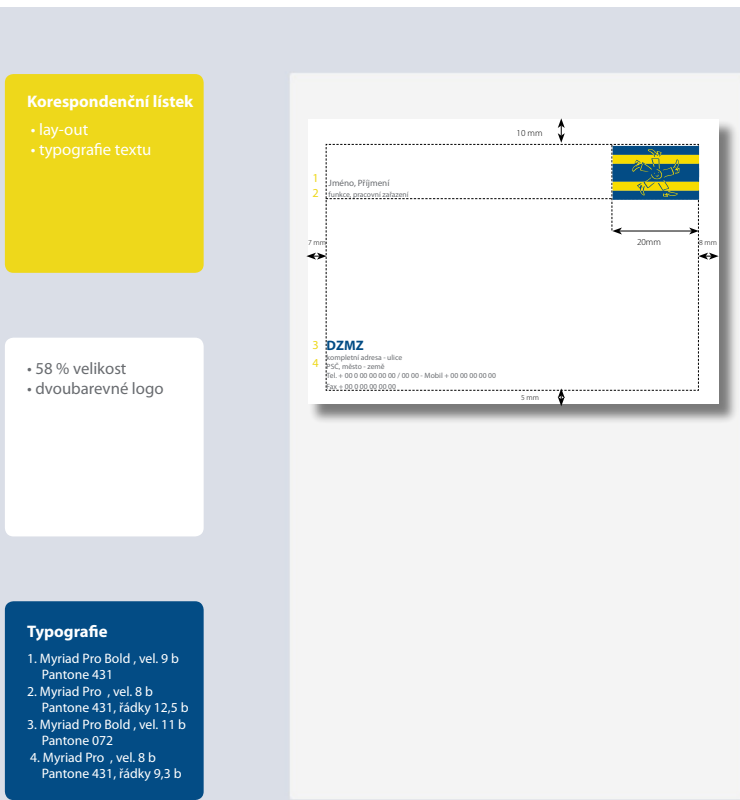 Korespondenční lístek
• lay-out
• typografie textu
• 58 % velikost
• dvoubarevné logo
Typografie
1. Myriad Pro Bold , vel. 9 b
Pantone 431
2. Myriad Pro , vel. 8 b
Pantone 431, řádky 12,5 b
3. Myriad Pro Bold , vel. 11 b
Pantone 072
4. Myriad Pro , vel. 8 b
Pantone 431, řádky 9,3 b
10 mm
1 Jméno, Příjmení
2 funkce, pracovní zařazení
7 mm
20mm
8 mm
3 DZMZ
kompletní adresa - ulice
4 PSČ, město - země
Tel. + 00 0 00 00 00 00 / 00 00 - Mobil + 00 00 00 00 00
Fax + 00 0 00 00 00 00
5 mm